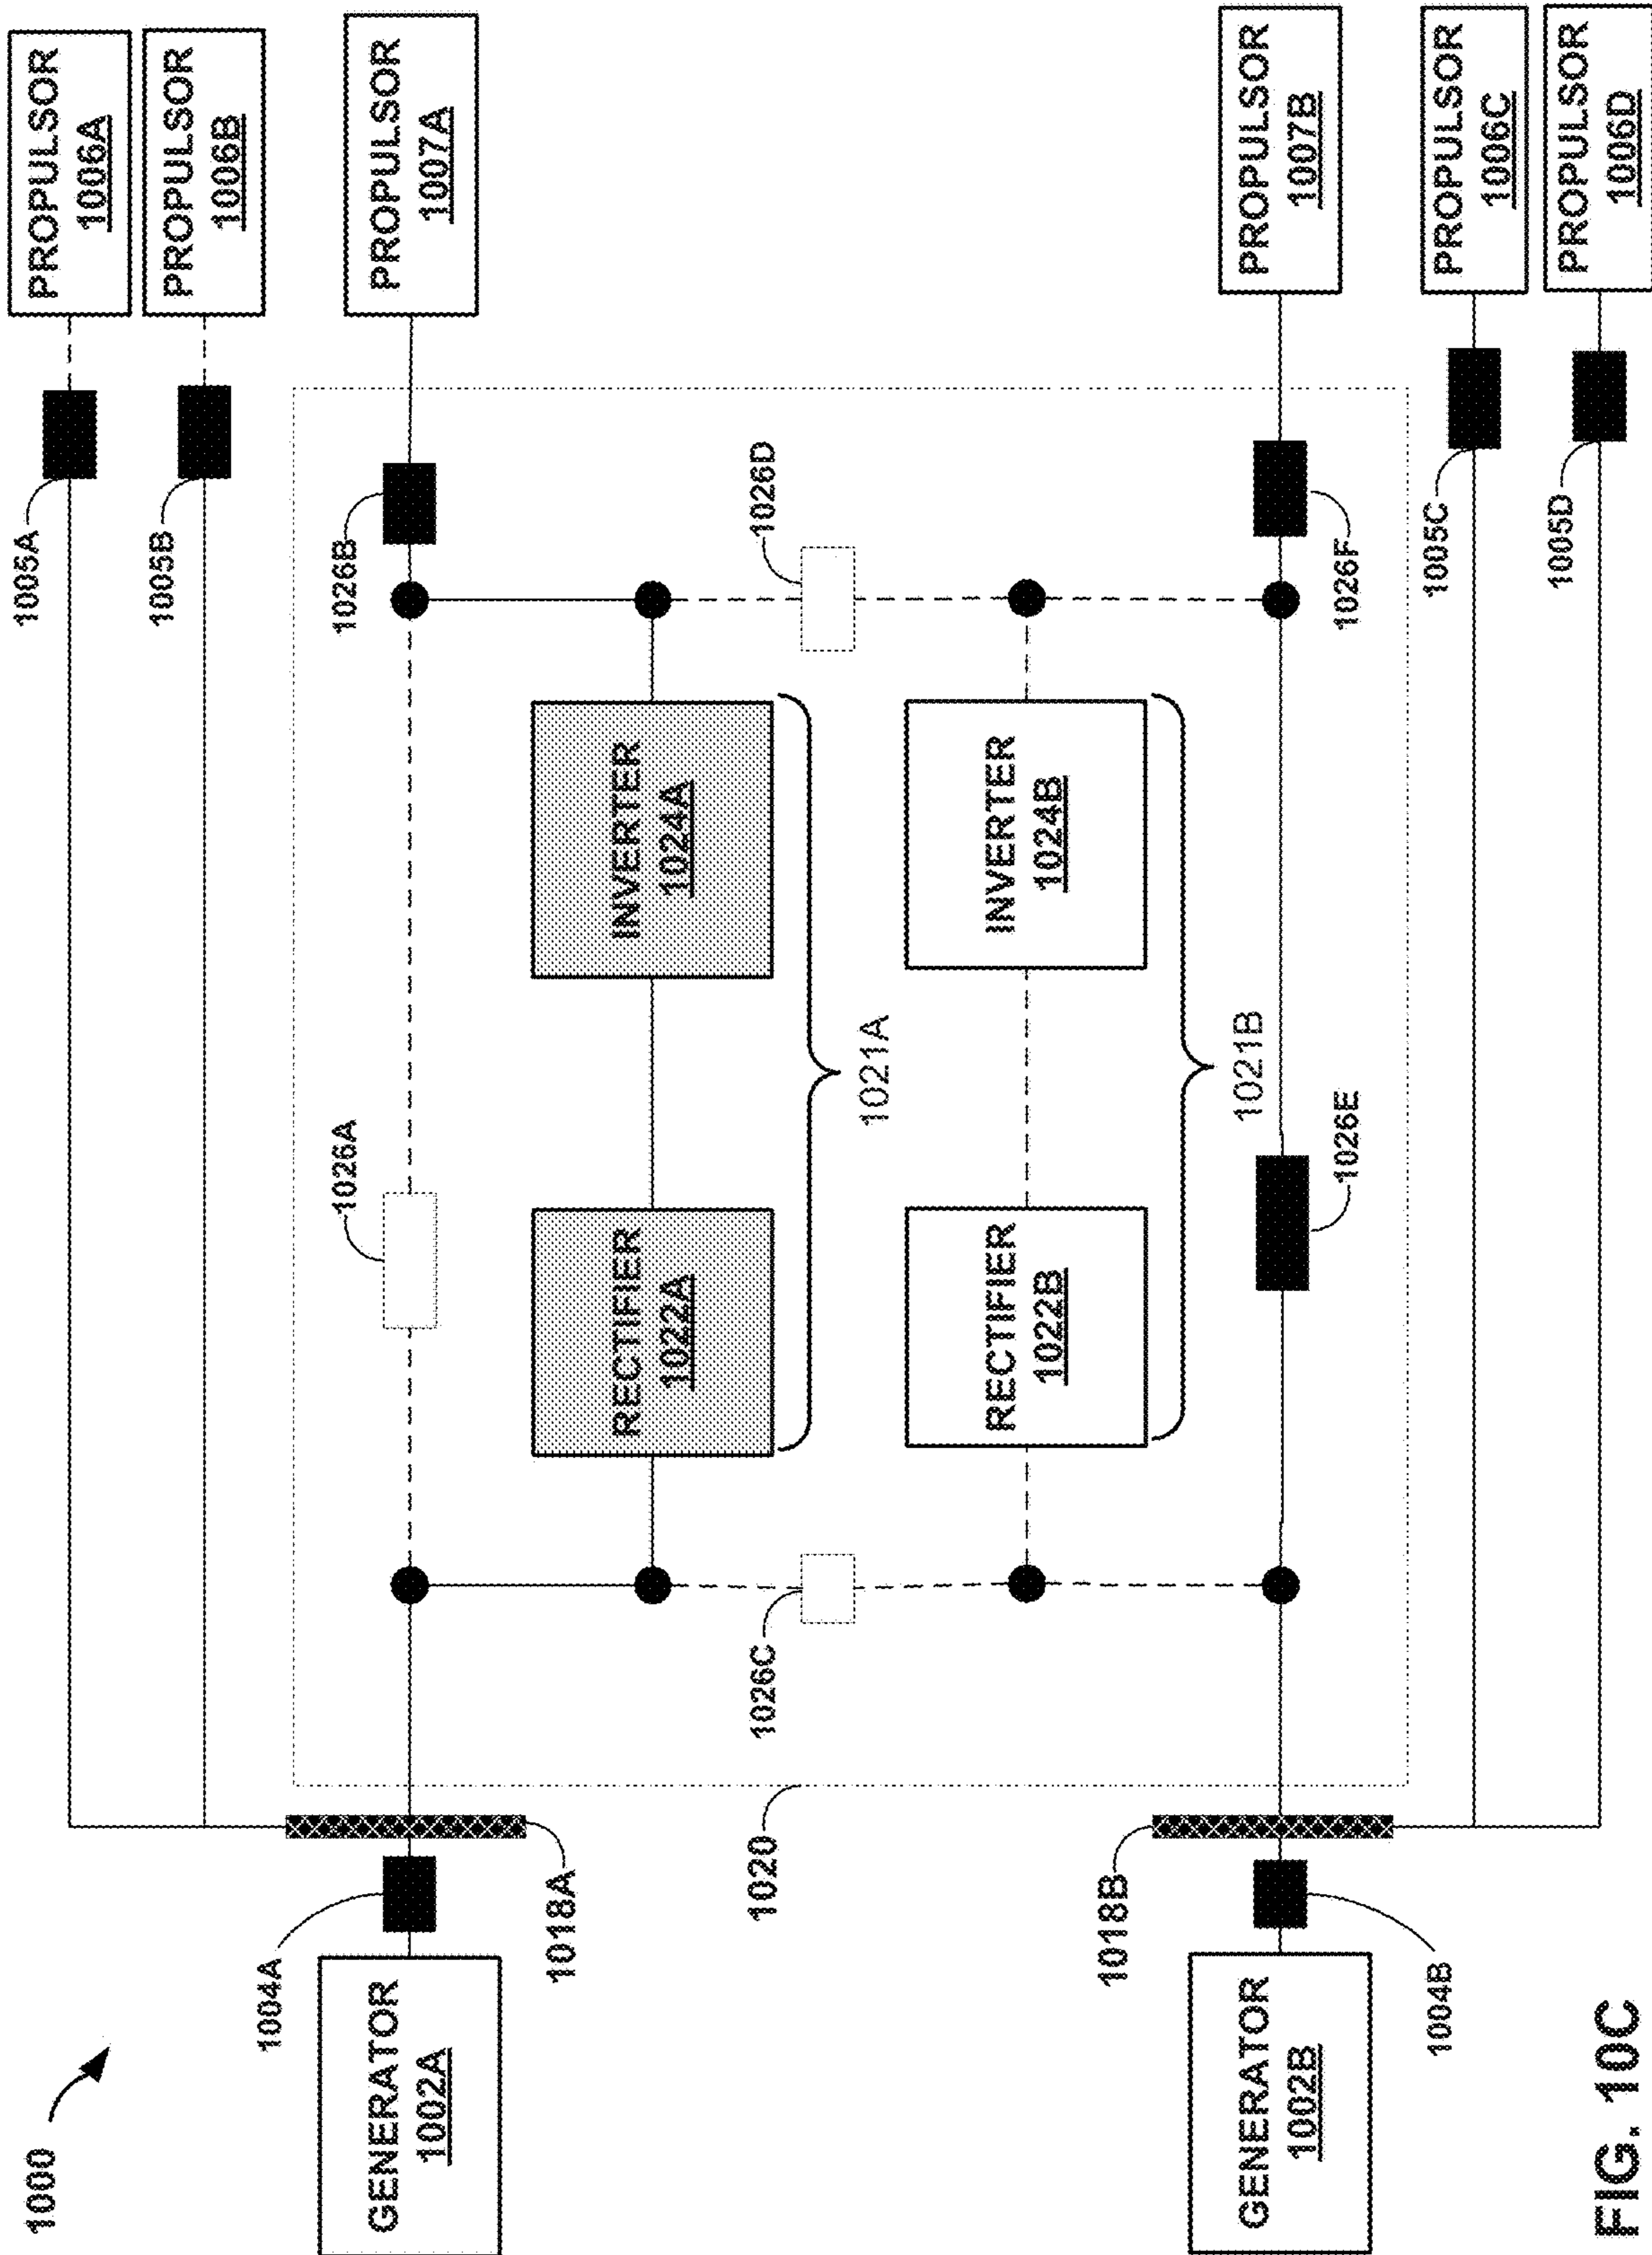 1000
GENERATOR
1002A
1004A
1018A
1005A
PROPULSOR
1006A
1005B
PROPULSOR
1006B
PROPULSOR
1007A
1026A
1026B
RECTIFIER
1022A
INVERTER
1024A
1021A
1026C
1026D
1020
RECTIFIER
1022B
INVERTER
1024B
1021B
GENERATOR
1002B
1018B
1004B
1026E
1026F
PROPULSOR
1007B
1005C
PROPULSOR
1006C
1005D
PROPULSOR
1006D
FIG. 10C